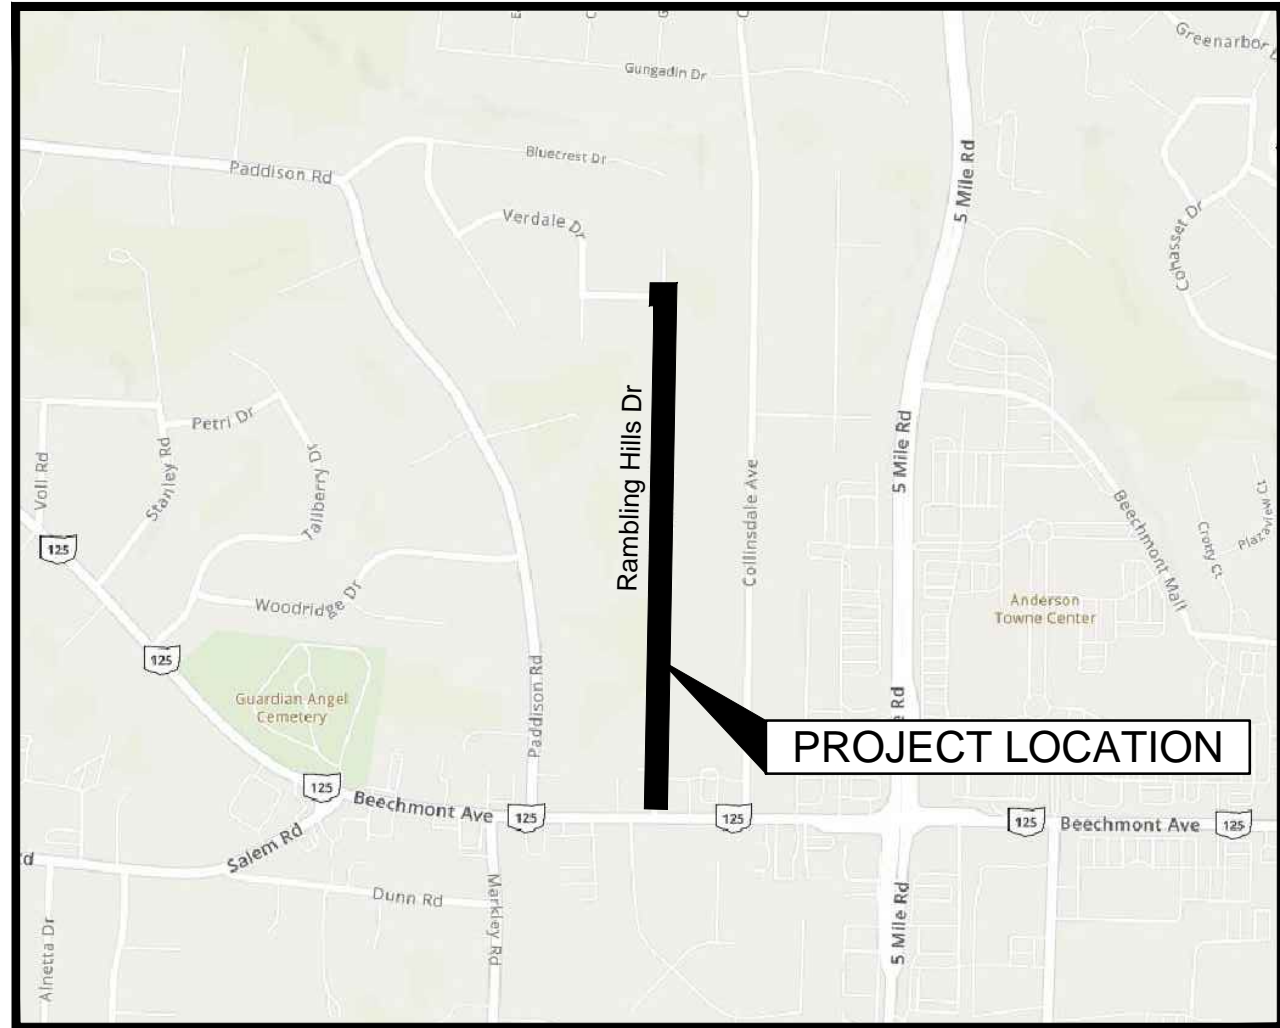 Greenarbor
Gungadin Dr
Bluecrest Dr
Paddison Rd
5 Mile Rd
Verdale Dr
Cohasset Dr
Rambling Hills Dr
Petri Dr
5 Mile Rd
Voll Rd
Stanley Rd
Tallberry Dr
Collinsdale Ave
Beechmont Mall
Crotty Ct
Plazaview Ct
125
Woodridge Dr
Anderson
Towne Center
125
Guardian Angel
Cemetery
Paddison Rd
Rd
PROJECT LOCATION
125
Beechmont Ave
125
125
125
Beechmont Ave
125
Salem Rd
Dunn Rd
Markley Rd
5 Mile Rd
Alnetta Dr